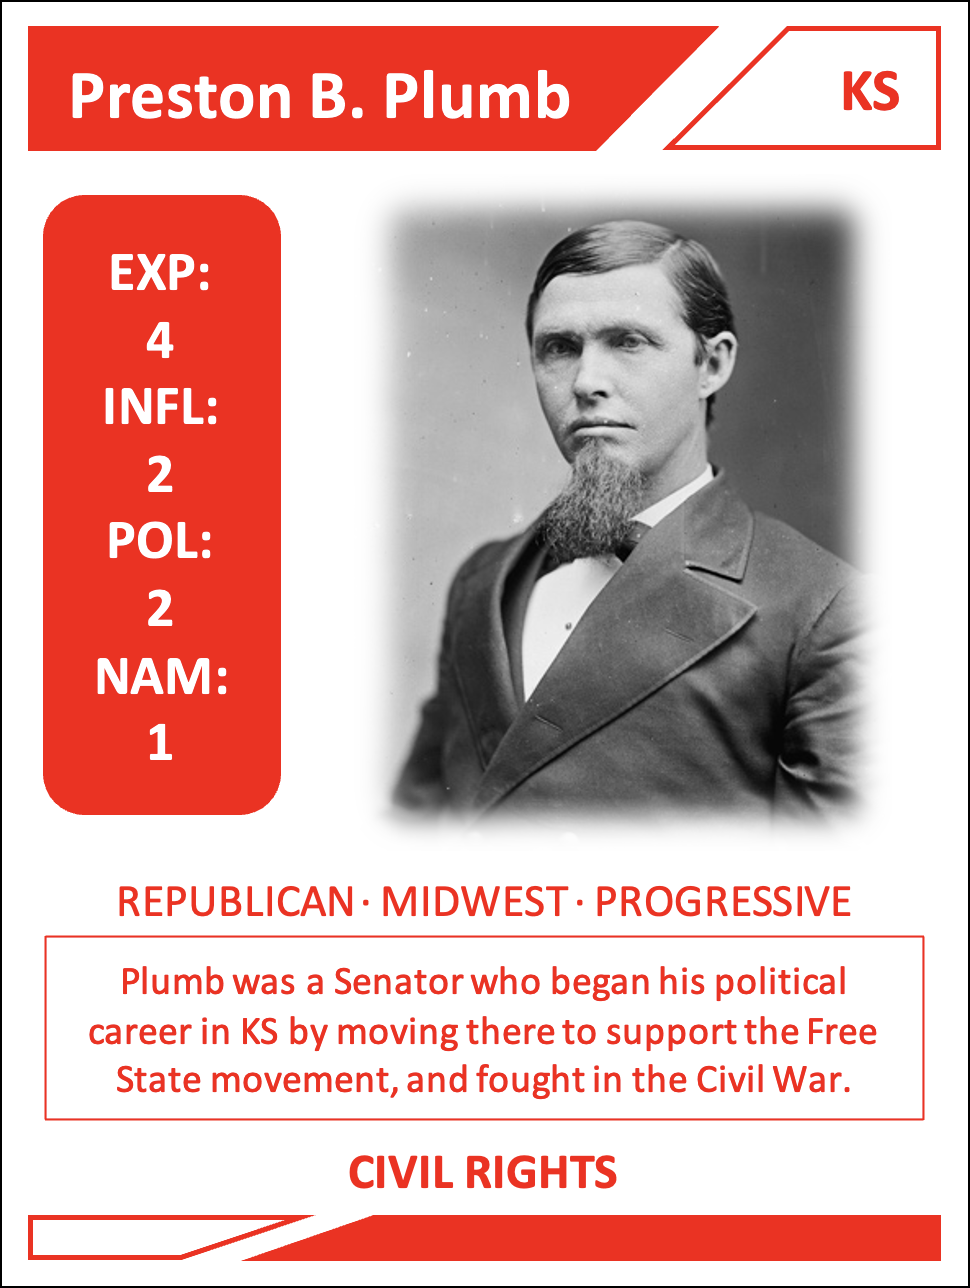 Preston B. Plumb
KS
EXP:
4
INFL:
2
POL:
2
NAM:
1
REPUBLICAN · MIDWEST · PROGRESSIVE
Plumb was a Senator who began his political
career in KS by moving there to support the Free
State movement, and fought in the Civil War.
CIVIL RIGHTS